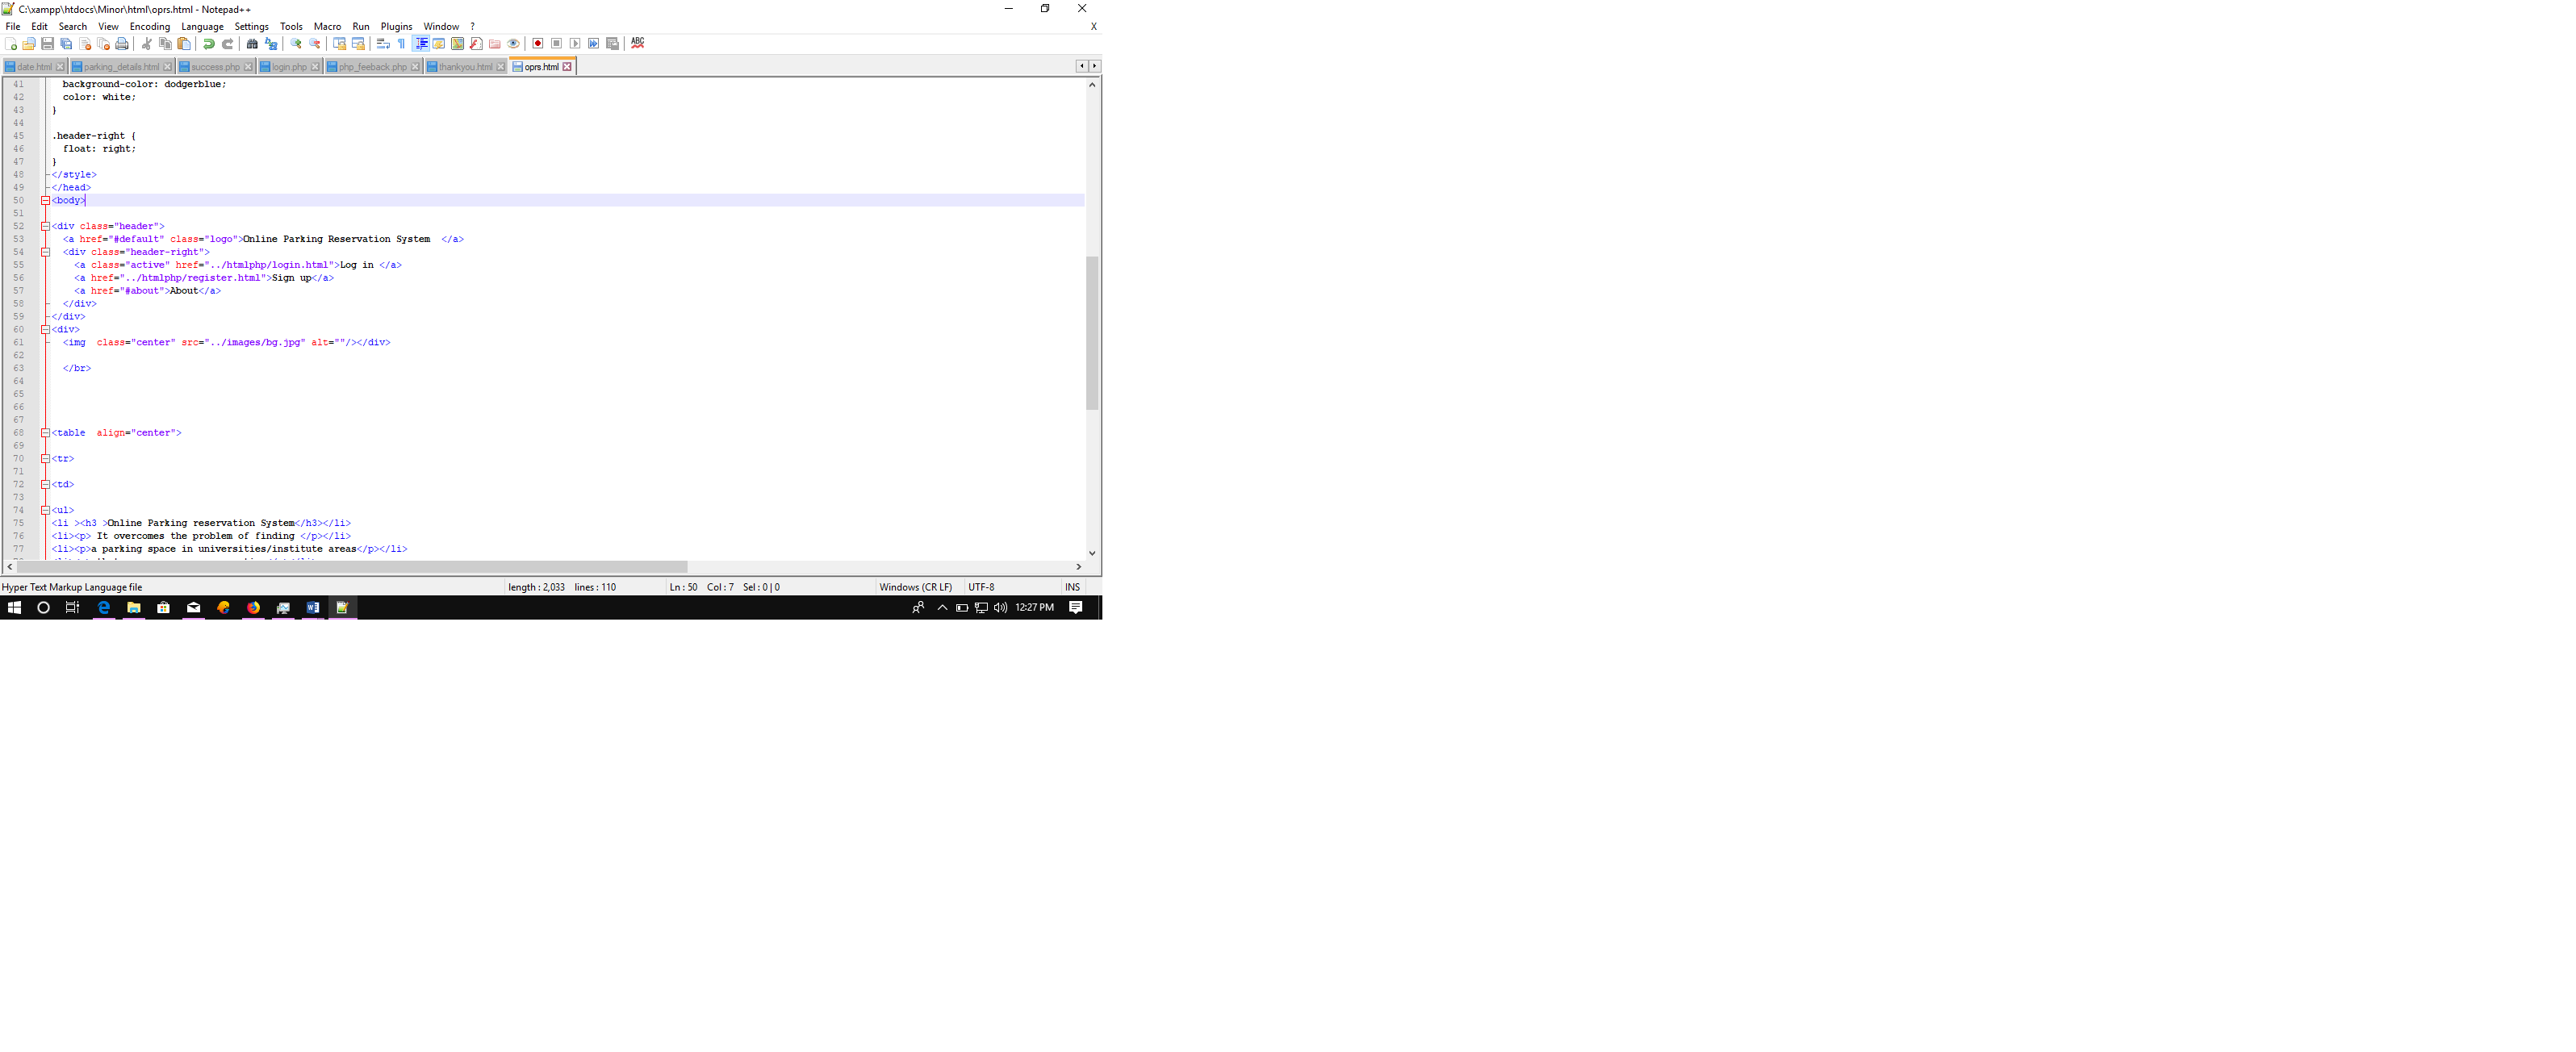 C:\xampp\htdocs\Minor\html\oprs.html - Notepad++
File Edit Search View Encoding Language Settings Tools Macro Run Plugins Window ? X
ABC
date.html parking_details.html success.php login.php php_feeback.php thankyou.html oprs.html
41   background-color: dodgerblue;
42   color: white;
43 }
44
45 .header-right {
46   float: right;
47 }
48 </style>
49 </head>
50 <body>
51
52 <div class="header">
53   <a href="#default" class="logo">Online Parking Reservation System  </a>
54   <div class="header-right">
55     <a class="active" href="../htmlphp/login.html">Log in </a>
56     <a href="../htmlphp/register.html">Sign up</a>
57     <a href="#about">About</a>
58   </div>
59 </div>
60 <div>
61   <img  class="center" src="../images/bg.jpg" alt=""/></div>
62
63   </br>
64
65
66
67
68 <table  align="center">
69
70 <tr>
71
72 <td>
73
74 <ul>
75 <li ><h3 >Online Parking reservation System</h3></li>
76 <li><p> It overcomes the problem of finding </p></li>
77 <li><p>a parking space in universities/institute areas</p></li>
Hyper Text Markup Language file length : 2,033 lines : 110 Ln : 50 Col : 7 Sel : 0 | 0 Windows (CR LF) UTF-8 INS
12:27 PM